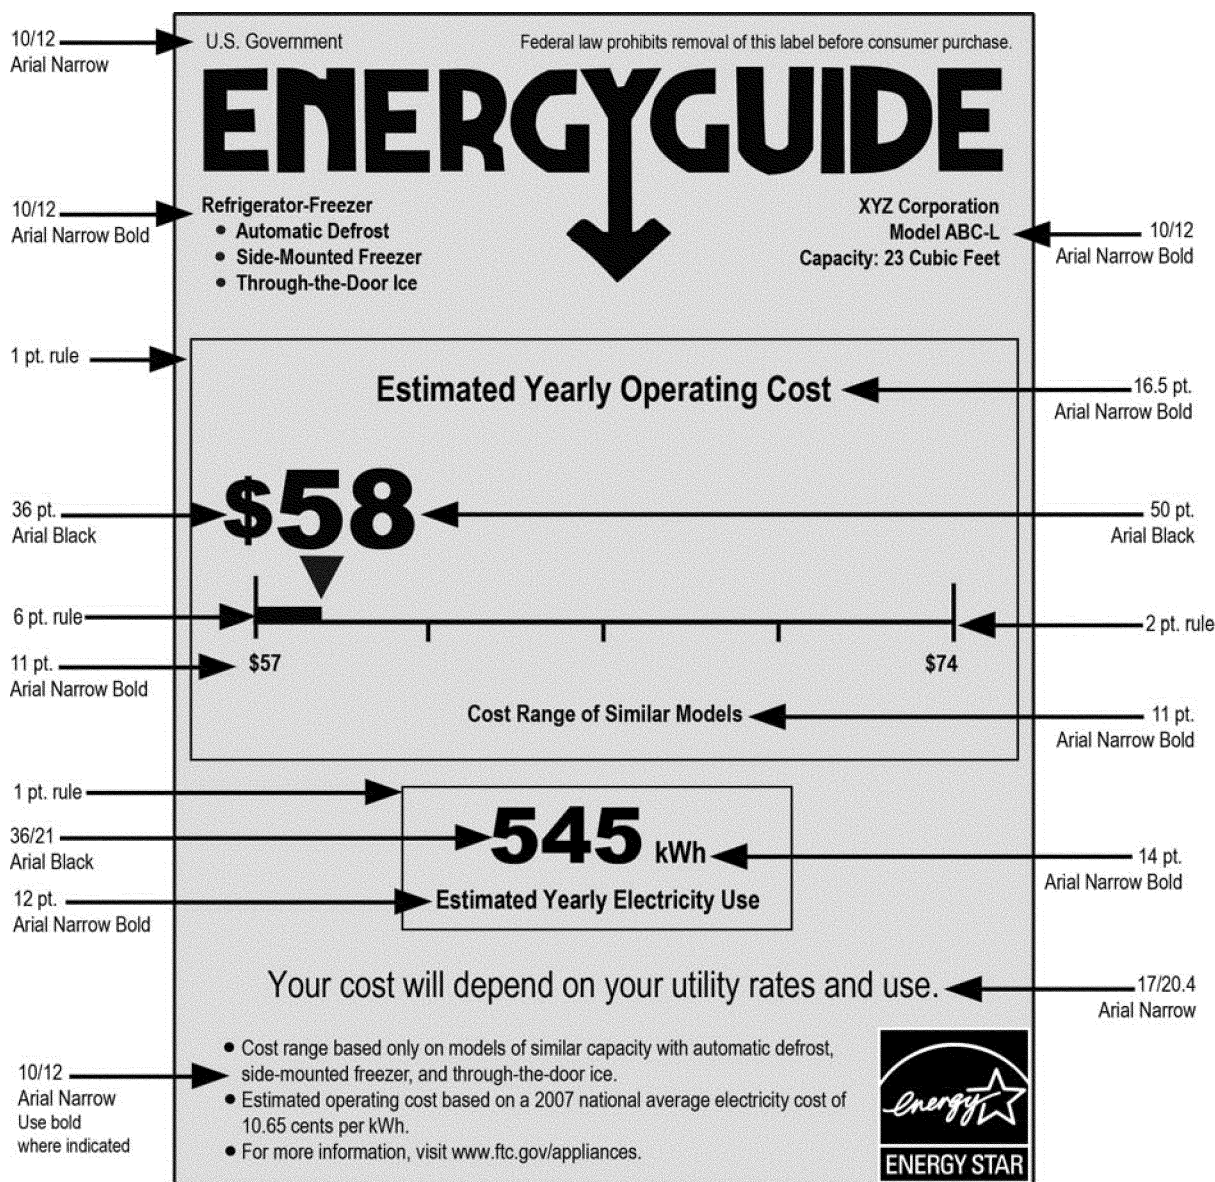 10/12
Arial Narrow
U.S. Government
Federal law prohibits removal of this label before consumer purchase.
ENERGYGUIDE
10/12
Arial Narrow Bold
Refrigerator-Freezer
● Automatic Defrost
● Side-Mounted Freezer
● Through-the-Door Ice
XYZ Corporation
Model ABC-L
Capacity: 23 Cubic Feet
10/12
Arial Narrow Bold
1 pt. rule
Estimated Yearly Operating Cost
16.5 pt.
Arial Narrow Bold
36 pt.
Arial Black
$58
50 pt.
Arial Black
6 pt. rule
2 pt. rule
11 pt.
Arial Narrow Bold
$57
$74
Cost Range of Similar Models
11 pt.
Arial Narrow Bold
1 pt. rule
36/21
Arial Black
545 kWh
14 pt.
Arial Narrow Bold
12 pt.
Arial Narrow Bold
Estimated Yearly Electricity Use
Your cost will depend on your utility rates and use.
17/20.4
Arial Narrow
10/12
Arial Narrow
Use bold
where indicated
● Cost range based only on models of similar capacity with automatic defrost,
side-mounted freezer, and through-the-door ice.
● Estimated operating cost based on a 2007 national average electricity cost of
10.65 cents per kWh.
● For more information, visit www.ftc.gov/appliances.
energy
ENERGY STAR